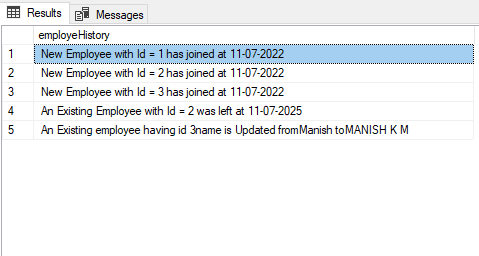 Results Messages
employeHistory
1 New Employee with Id = 1 has joined at 11-07-2022
2 New Employee with Id = 2 has joined at 11-07-2022
3 New Employee with Id = 3 has joined at 11-07-2022
4 An Existing Employee with Id = 2 was left at 11-07-2025
5 An Existing employee having id 3name is Updated fromManish toMANISH K M